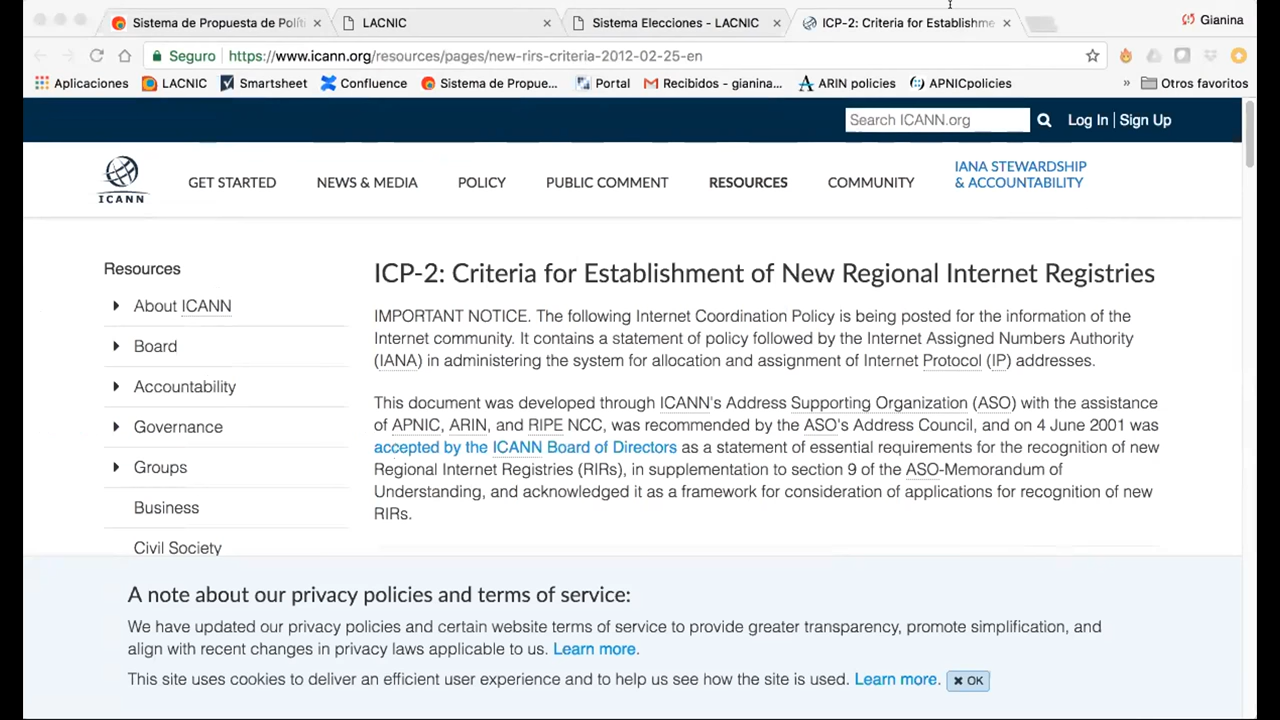 Sistema de Propuesta de Polít
LACNIC
Sistema Elecciones - LACNIC
ICP-2: Criteria for Establishme
Gianina
Seguro
https://www.icann.org/resources/pages/new-rirs-criteria-2012-02-25-en
Aplicaciones
LACNIC
Smartsheet
Confluence
Sistema de Propue...
Portal
Recibidos - gianina...
ARIN policies
APNICpolicies
»
Otros favoritos
Search ICANN.org
Log In | Sign Up
ICANN
GET STARTED
NEWS & MEDIA
POLICY
PUBLIC COMMENT
RESOURCES
COMMUNITY
IANA STEWARDSHIP
& ACCOUNTABILITY
Resources
About ICANN
Board
Accountability
Governance
Groups
Business
Civil Society
ICP-2: Criteria for Establishment of New Regional Internet Registries
IMPORTANT NOTICE. The following Internet Coordination Policy is being posted for the information of the
Internet community. It contains a statement of policy followed by the Internet Assigned Numbers Authority
(IANA) in administering the system for allocation and assignment of Internet Protocol (IP) addresses.
This document was developed through ICANN's Address Supporting Organization (ASO) with the assistance
of APNIC, ARIN, and RIPE NCC, was recommended by the ASO's Address Council, and on 4 June 2001 was
accepted by the ICANN Board of Directors as a statement of essential requirements for the recognition of new
Regional Internet Registries (RIRs), in supplementation to section 9 of the ASO-Memorandum of
Understanding, and acknowledged it as a framework for consideration of applications for recognition of new
RIRs.
A note about our privacy policies and terms of service:
We have updated our privacy policies and certain website terms of service to provide greater transparency, promote simplification, and
align with recent changes in privacy laws applicable to us. Learn more.
This site uses cookies to deliver an efficient user experience and to help us see how the site is used. Learn more.
✖ OK